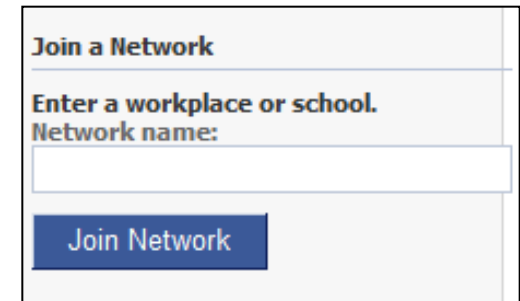 Join a Network
Enter a workplace or school.
Network name:
Join Network